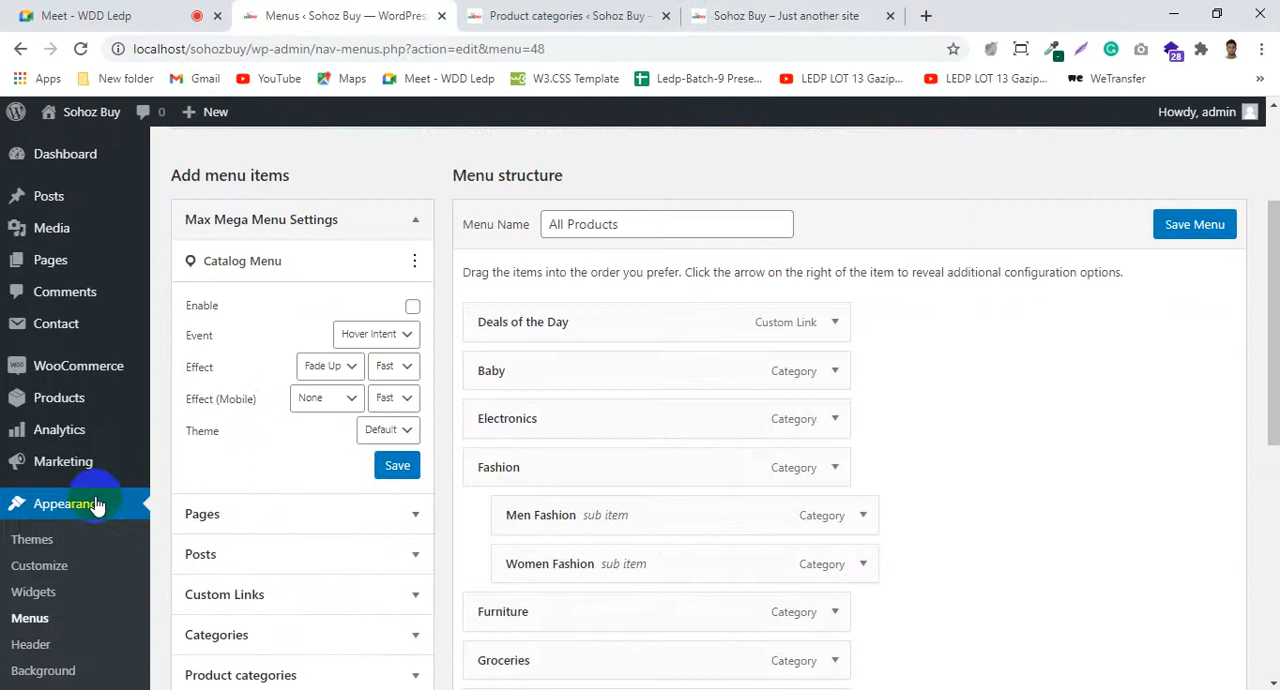 Meet - WDD Ledp
Menus ‹ Sohoz Buy — WordPres
Product categories ‹ Sohoz Buy –
Sohoz Buy – Just another site
localhost/sohozbuy/wp-admin/nav-menus.php?action=edit&menu=48
28
Apps
New folder
Gmail
YouTube
Maps
Meet - WDD Ledp
W3.CSS Template
Ledp-Batch-9 Prese...
LEDP LOT 13 Gazip...
LEDP LOT 13 Gazip...
WeTransfer
»
Sohoz Buy
0
New
Howdy, admin
Dashboard
Posts
Media
Pages
Comments
Contact
WooCommerce
Products
Analytics
Marketing
Appearance
Themes
Customize
Widgets
Menus
Header
Background
Add menu items
Max Mega Menu Settings
Catalog Menu
Enable
Event
Hover Intent
Effect
Fade Up
Fast
Effect (Mobile)
None
Fast
Theme
Default
Save
Pages
Posts
Custom Links
Categories
Product categories
Menu structure
Menu Name
All Products
Save Menu
Drag the items into the order you prefer. Click the arrow on the right of the item to reveal additional configuration options.
Deals of the Day
Custom Link
Baby
Category
Electronics
Category
Fashion
Category
Men Fashion sub item
Category
Women Fashion sub item
Category
Furniture
Category
Groceries
Category